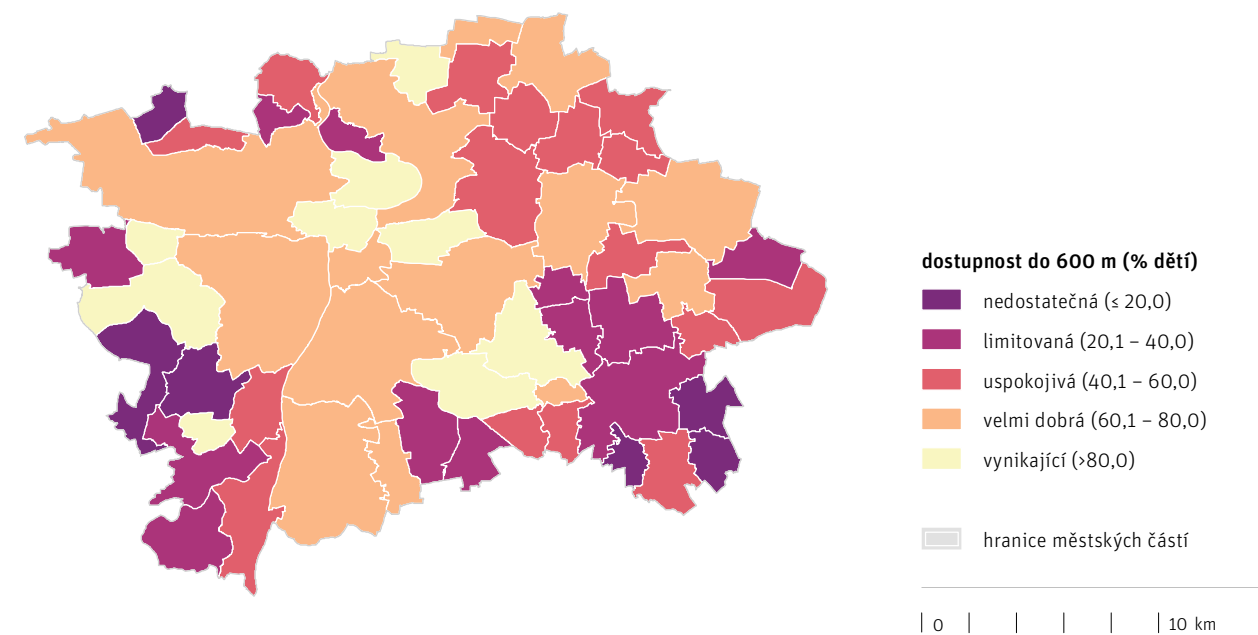 dostupnost do 600 m (% dětí)
nedostatečná (≤ 20,0)
limitovaná (20,1 – 40,0)
uspokojivá (40,1 – 60,0)
velmi dobrá (60,1 – 80,0)
vynikající (>80,0)
hranice městských částí
0 10 km